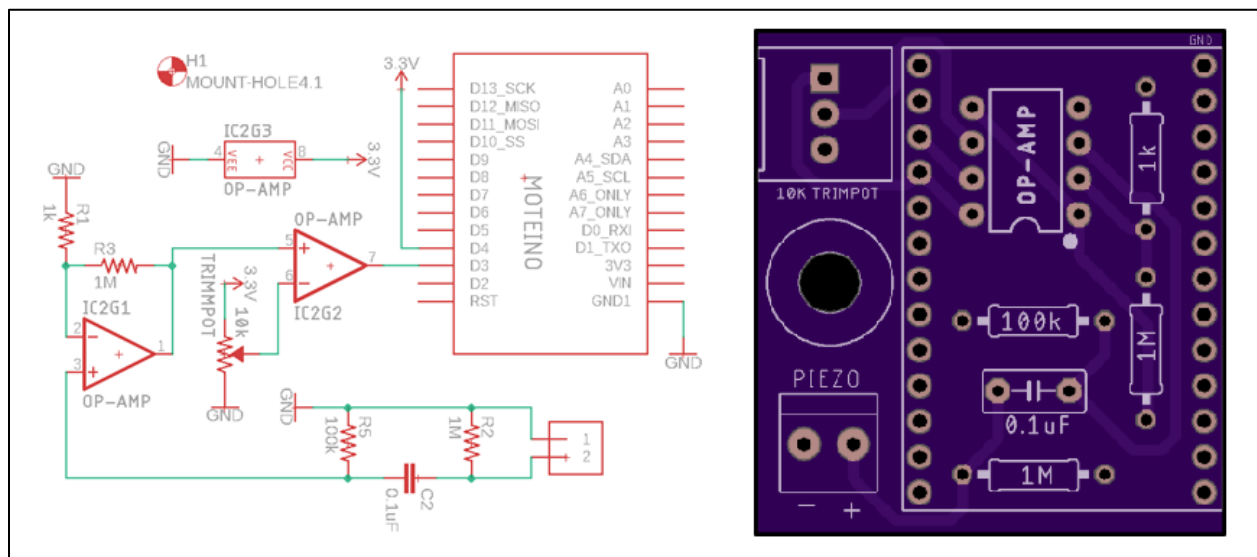 H1
MOUNT-HOLE4.1
3.3V
IC2G3
GND
4
VEE
VCC
8
3.3V
OP-AMP
GND
R1
1k
R3
1M
OP-AMP
5
6
7
IC2G2
IC2G1
2
3
1
OP-AMP
TRIMMPOT
3.3V
10k
GND
GND
R5
100k
R2
1M
C2
0.1uF
1
2
MOTEINO
D13_SCK A0
D12_MISO A1
D11_MOSI A2
D10_SS A3
D9 A4_SDA
D8 A5_SCL
D7 A6_ONLY
D6 A7_ONLY
D5 D0_RXI
D4 D1_TXO
D3 3V3
D2 VIN
RST GND1
GND
GND
10K TRIMPOT
OP-AMP
1k
100k
1M
PIEZO
0.1uF
1M
- +